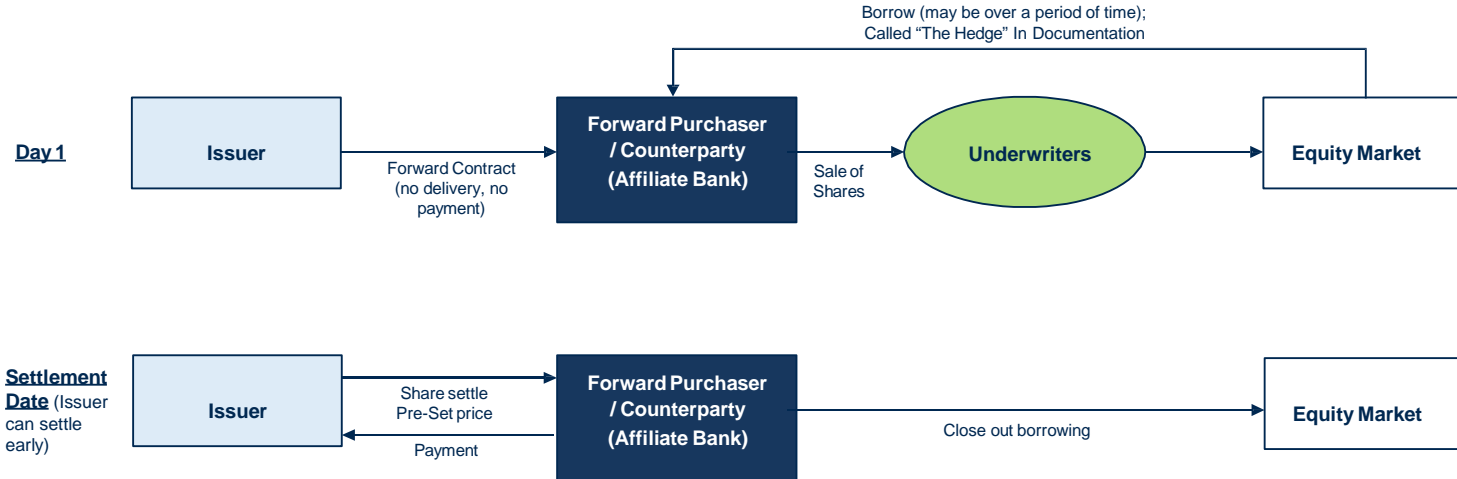 Borrow (may be over a period of time);
Called “The Hedge” In Documentation
Day 1
Issuer
Forward Contract
(no delivery, no
payment)
Forward Purchaser
/ Counterparty
(Affiliate Bank)
Sale of
Shares
Underwriters
Equity Market
Settlement
Date (Issuer
can settle
early)
Issuer
Share settle
Pre-Set price
Payment
Forward Purchaser
/ Counterparty
(Affiliate Bank)
Close out borrowing
Equity Market